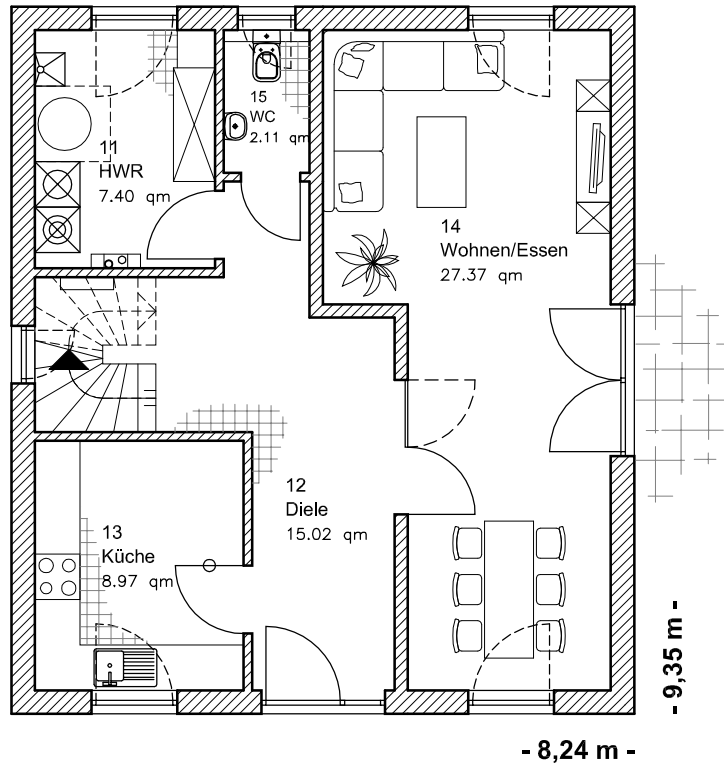 15
WC
2.11 qm
11
HWR
7.40 qm
14
Wohnen/Essen
27.37 qm
12
Diele
15.02 qm
13
Küche
8.97 qm
- 9,35 m -
- 8,24 m -